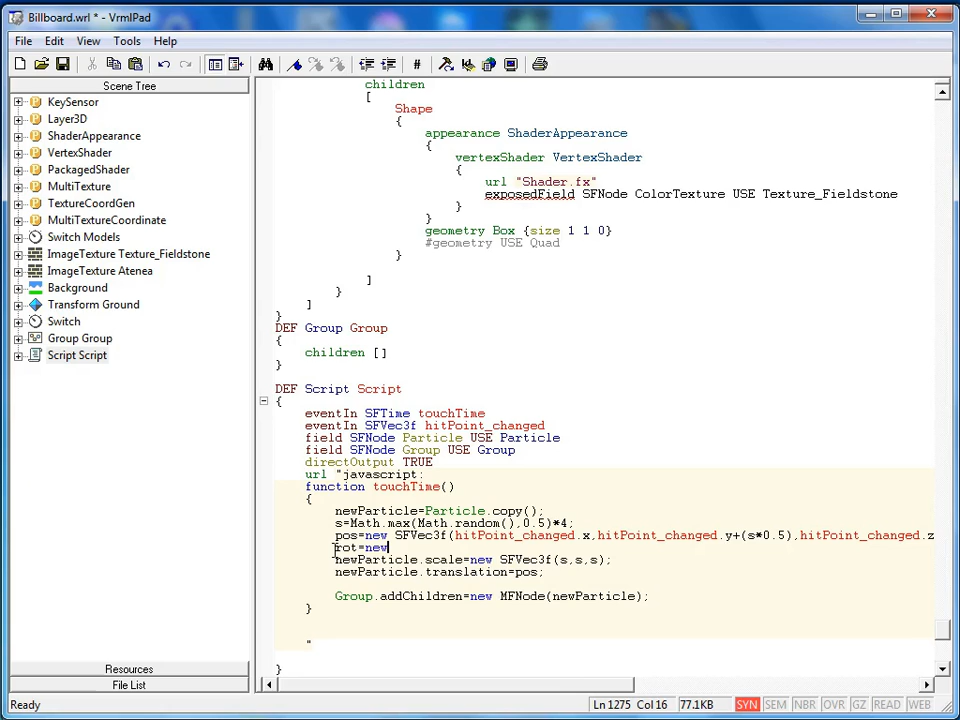 Billboard.wrl * - VrmlPad
File Edit View Tools Help
Scene Tree
KeySensor
Layer3D
ShaderAppearance
VertexShader
PackagedShader
MultiTexture
TextureCoordGen
MultiTextureCoordinate
Switch Models
ImageTexture Texture_Fieldstone
ImageTexture Atenea
Background
Transform Ground
Switch
Group Group
Script Script
Resources
File List
children
[
Shape
{
appearance ShaderAppearance
{
vertexShader VertexShader
{
url "Shader.fx"
exposedField SFNode ColorTexture USE Texture_Fieldstone
}
}
geometry Box {size 1 1 0}
#geometry USE Quad
}
]
}
]
}
DEF Group Group
{
children []
}
DEF Script Script
{
eventIn SFTime touchTime
eventIn SFVec3f hitPoint_changed
field SFNode Particle USE Particle
field SFNode Group USE Group
directOutput TRUE
url "javascript:
function touchTime()
{
newParticle=Particle.copy();
s=Math.max(Math.random(),0.5)*4;
pos=new SFVec3f(hitPoint_changed.x,hitPoint_changed.y+(s*0.5),hitPoint_changed.z
rot=new
newParticle.scale=new SFVec3f(s,s,s);
newParticle.translation=pos;
Group.addChildren=new MFNode(newParticle);
}
"
}
Ready Ln 1275 Col 16 77.1KB SYN SEM NBR OVR GZ READ WEB